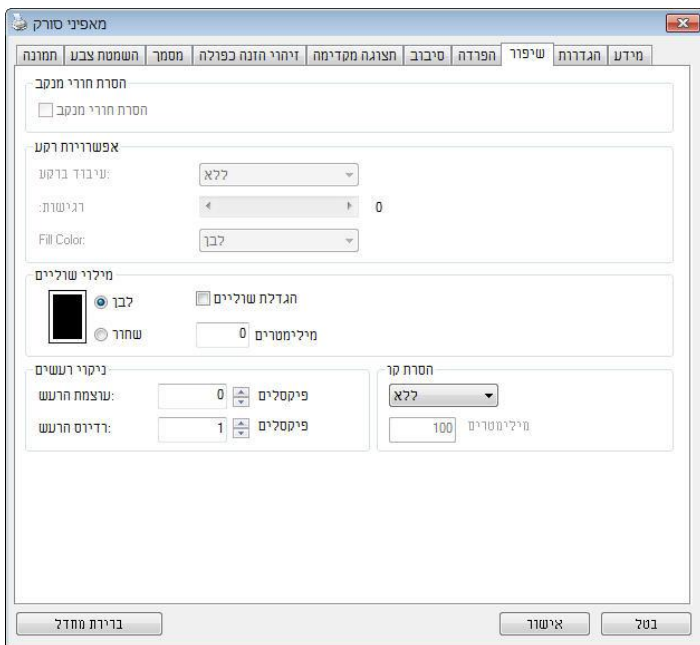 מאפיני סורק
תמונה השמטת צבע מסמך זיהוי הזנה כפולה תצוגה מקדימה סיבוב הפרדה שיפור הגדרות מידע
הסרת חורי מנקב
הסרת חורי מנקב
אפשרויות רקע
עיבוד ברקע: ללא
רגישות: 0
Fill Color: לבן
מילוי שוליים
לבן הגדלת שוליים
שחור 0 מילימטרים
ניקוי רעשים
ערצמת הרעש: 0 פיקסלים
רדיוס הרעש: 1 פיקסלים
הסרת קו
ללא
100 מילימטרים
ברירת מחדל אישור בטל